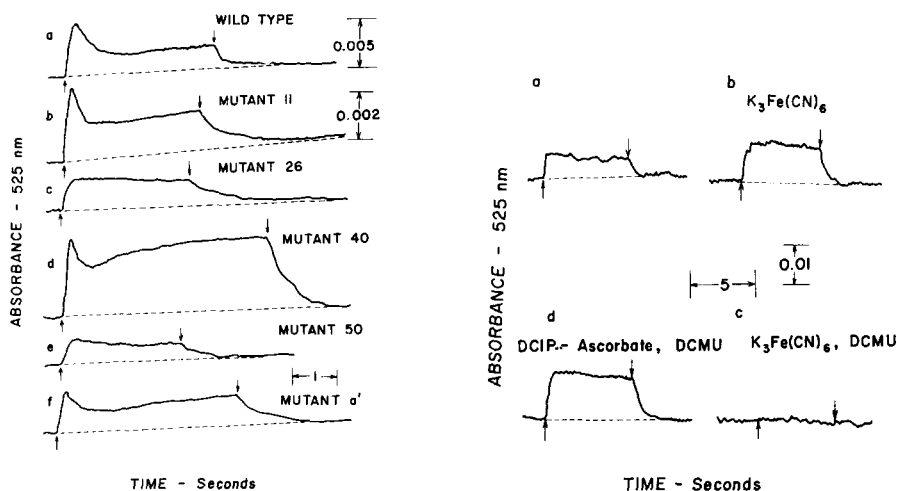 WILD TYPE
a
0.005
MUTANT 11
b
0.002
MUTANT 26
c
MUTANT 40
d
MUTANT 50
e
1
MUTANT a'
f
ABSORBANCE - 525 nm
TIME - Seconds
a
b
K3Fe(CN)6
0.01
5
c
d
DCIP - Ascorbate, DCMU
K3Fe(CN)6, DCMU
ABSORBANCE - 525 nm
TIME - Seconds